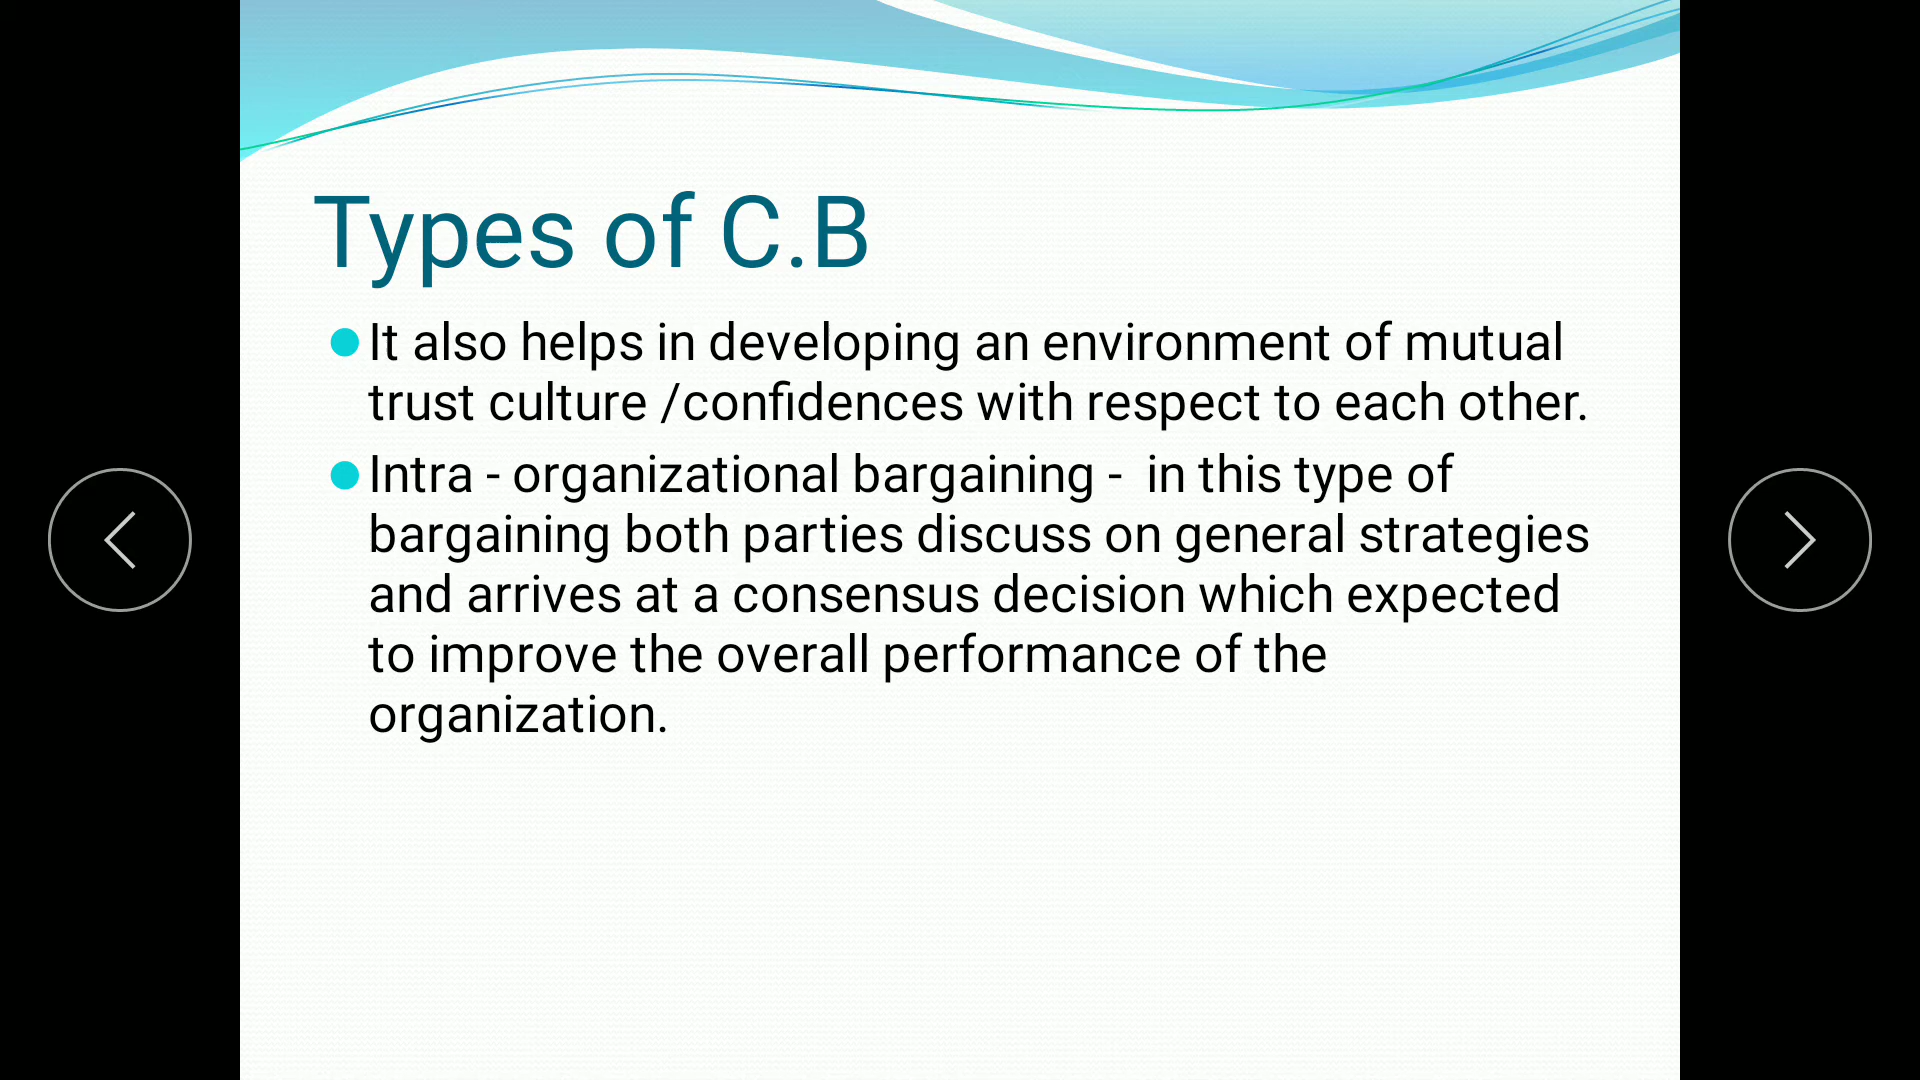 Types of C.B
It also helps in developing an environment of mutual
trust culture /confidences with respect to each other.
Intra - organizational bargaining -  in this type of
bargaining both parties discuss on general strategies
and arrives at a consensus decision which expected
to improve the overall performance of the
organization.